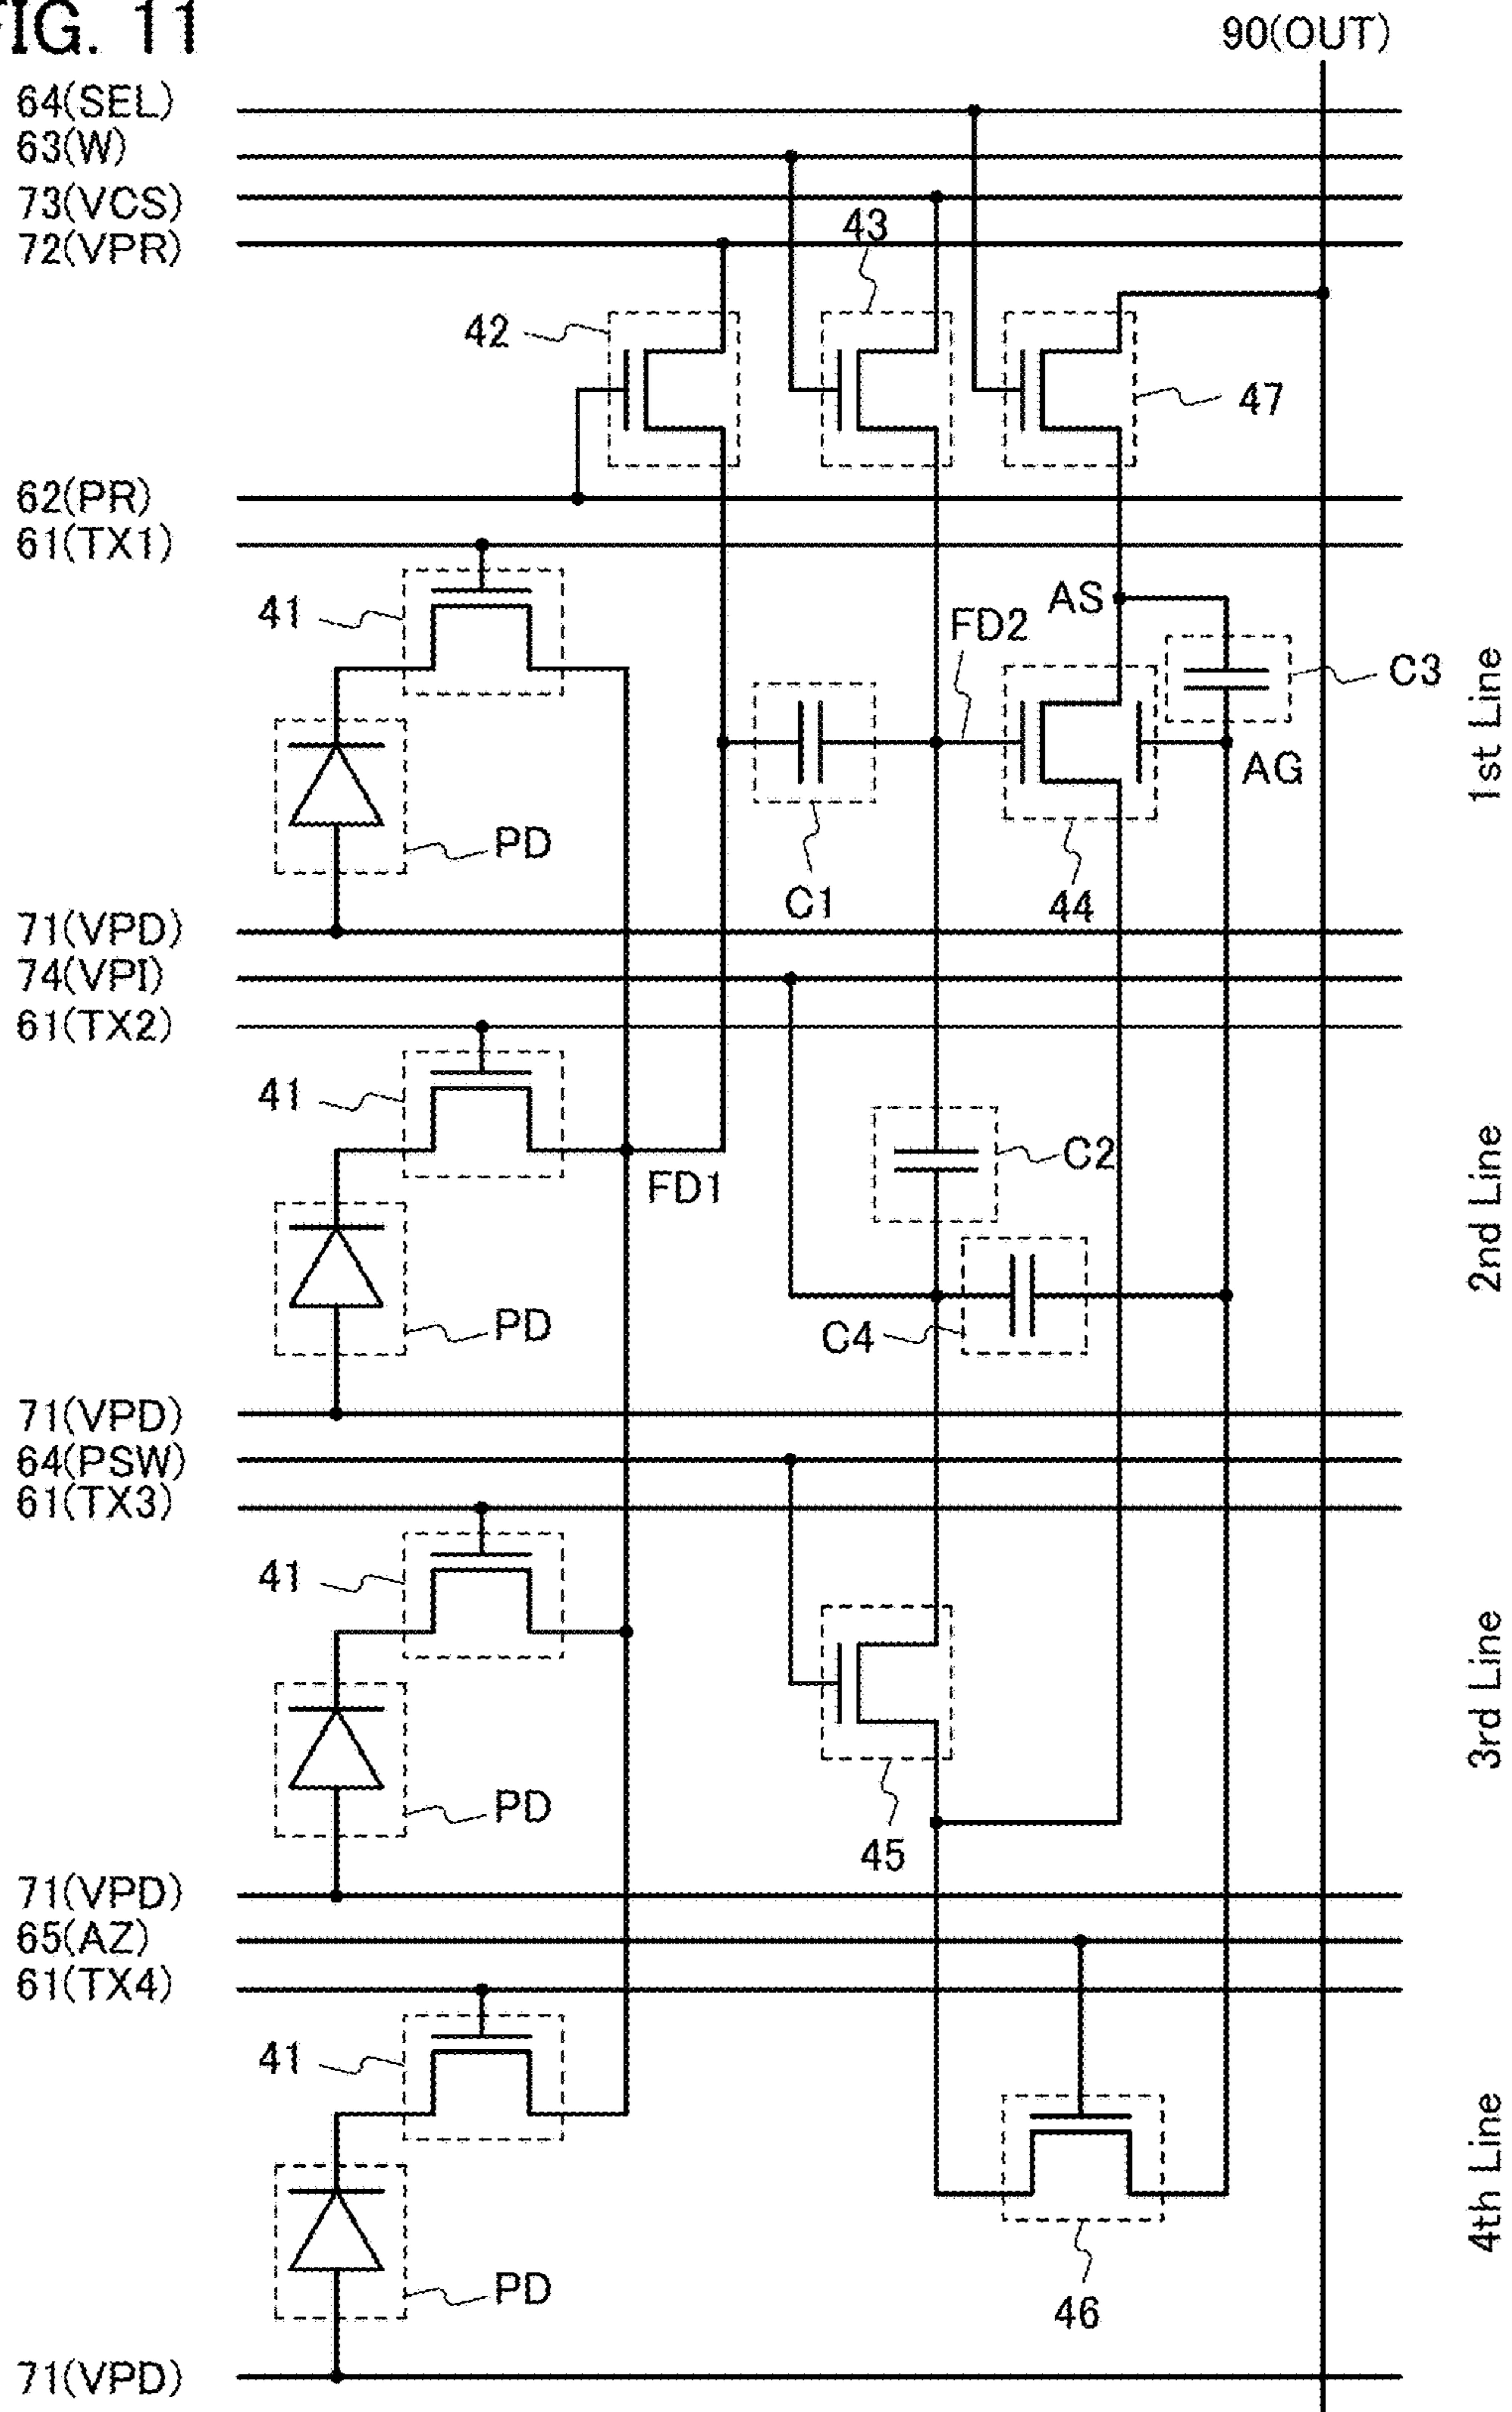 FIG. 11
90(OUT)
64(SEL)
63(W)
73(VCS)
72(VPR)
43
42
47
62(PR)
61(TX1)
41
AS
FD2
C3
1st Line
AG
PD
C1
44
71(VPD)
74(VPI)
61(TX2)
41
C2
FD1
2nd Line
PD
C4
71(VPD)
64(PSW)
61(TX3)
41
3rd Line
PD
45
71(VPD)
65(AZ)
61(TX4)
41
4th Line
PD
46
71(VPD)